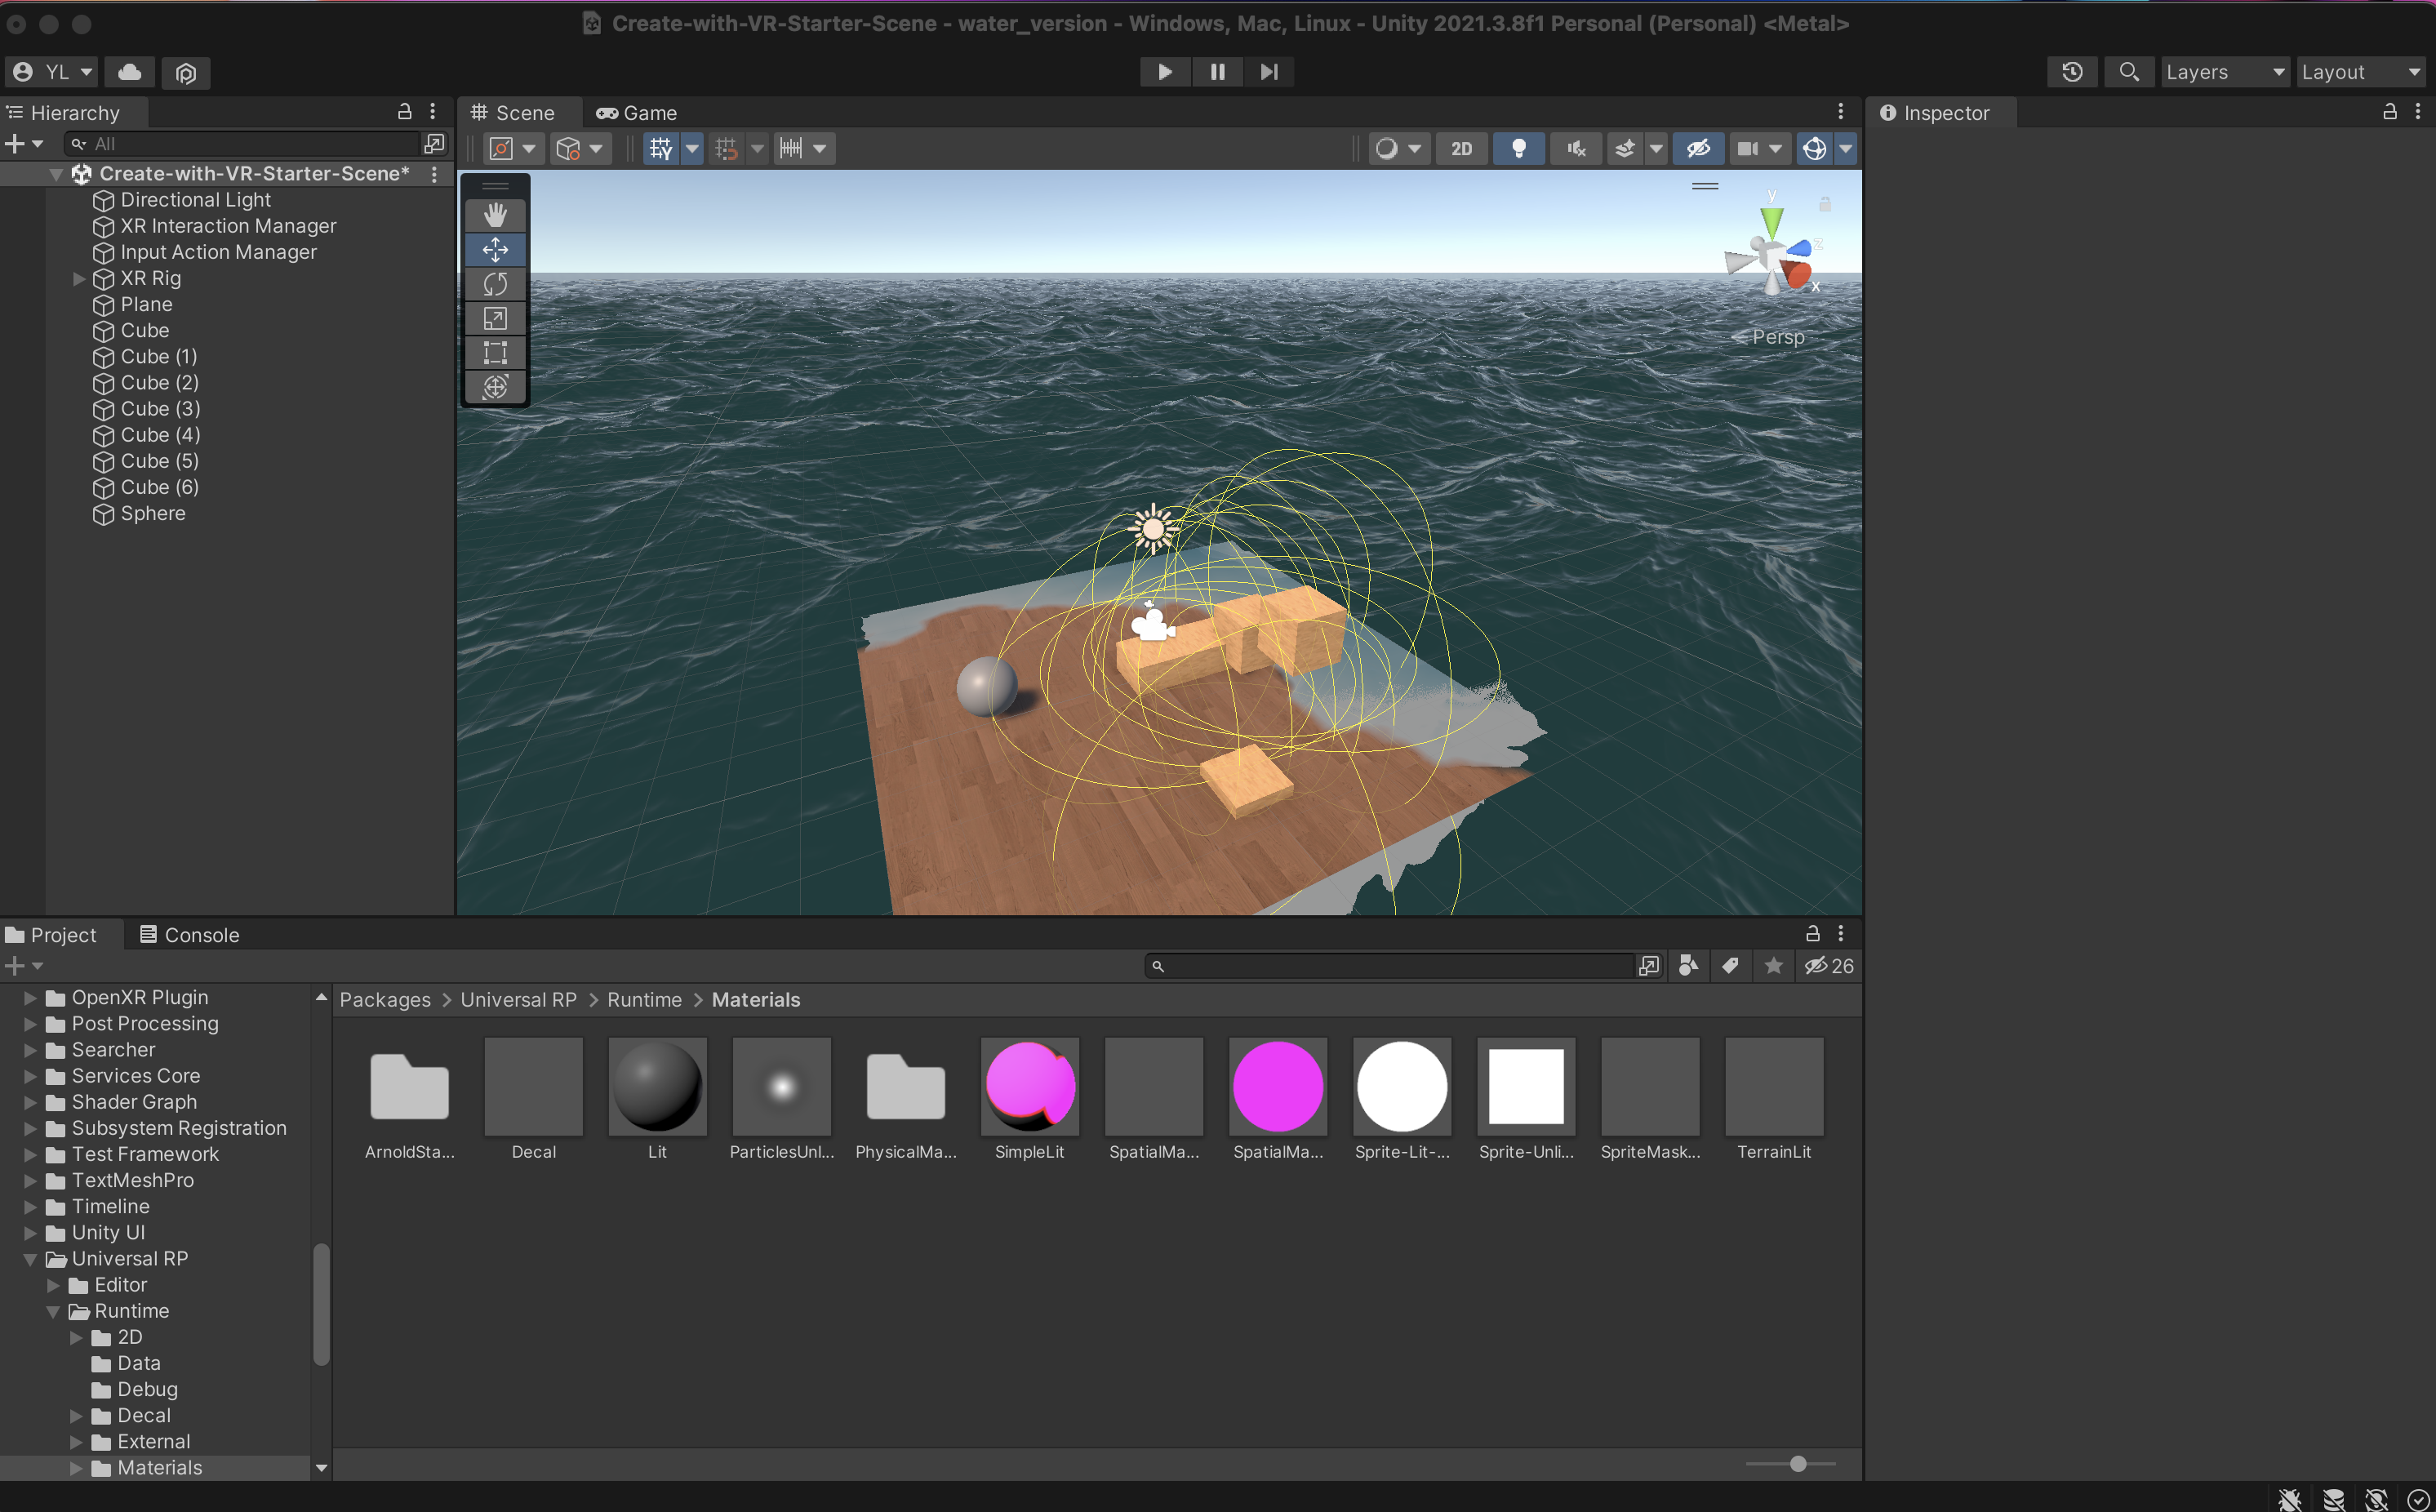 Create-with-VR-Starter-Scene - water_version - Windows, Mac, Linux - Unity 2021.3.8f1 Personal (Personal) <Metal>
YL
Layers
Layout
Hierarchy
Scene
Game
Inspector
All
2D
Create-with-VR-Starter-Scene*
Directional Light
XR Interaction Manager
Input Action Manager
XR Rig
Plane
Cube
Cube (1)
Cube (2)
Cube (3)
Cube (4)
Cube (5)
Cube (6)
Sphere
y
z
x
Persp
Project
Console
26
OpenXR Plugin
Post Processing
Searcher
Services Core
Shader Graph
Subsystem Registration
Test Framework
TextMeshPro
Timeline
Unity UI
Universal RP
Editor
Runtime
2D
Data
Debug
Decal
External
Materials
Packages > Universal RP > Runtime > Materials
ArnoldSta...
Decal
Lit
ParticlesUnl...
PhysicalMa...
SimpleLit
SpatialMa...
SpatialMa...
Sprite-Lit-...
Sprite-Unli...
SpriteMask...
TerrainLit